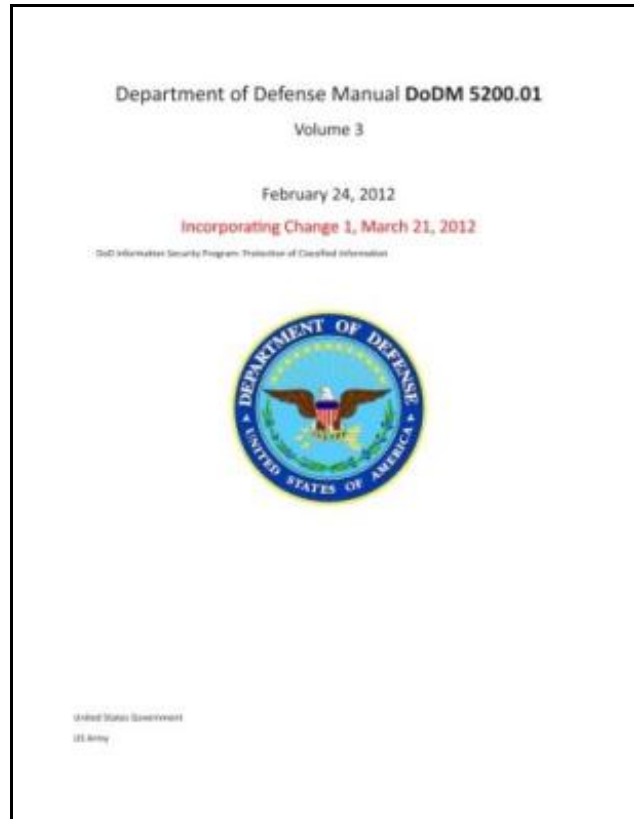 Department of Defense Manual DoDM 5200.01
Volume 3
February 24, 2012
Incorporating Change 1, March 21, 2012
DoD Information Security Program: Protection of Classified Information
DEPARTMENT OF DEFENSE
UNITED STATES OF AMERICA
United States Government
US Army